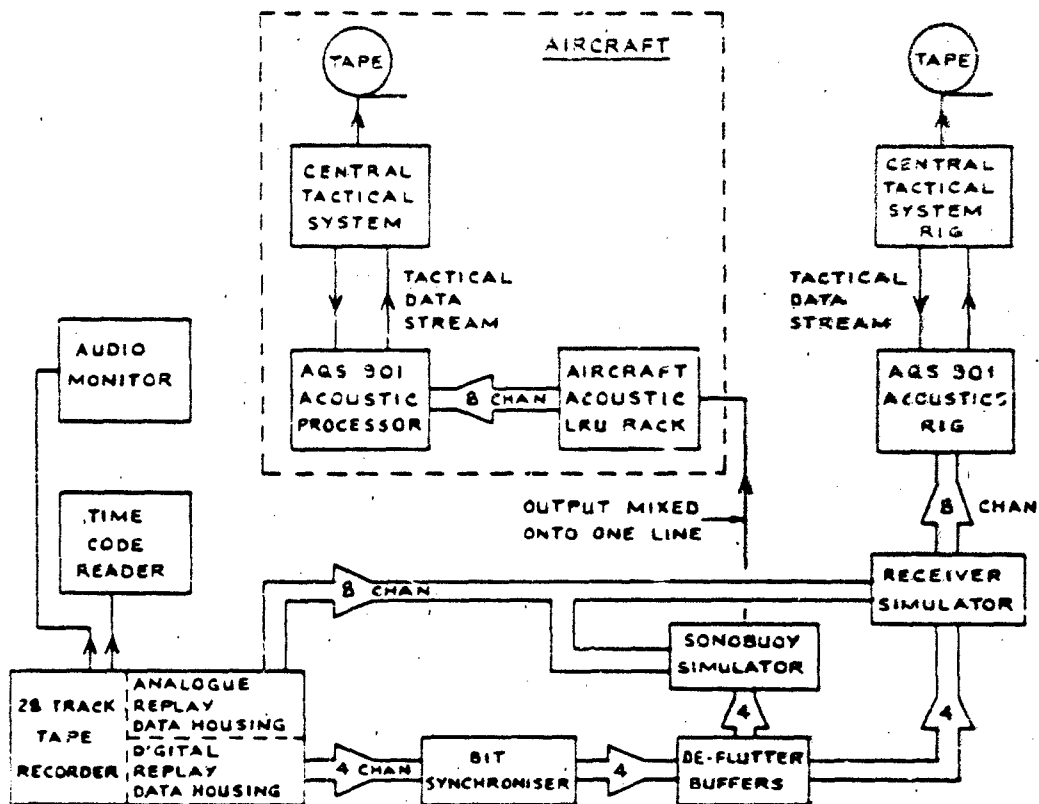 AIRCRAFT
TAPE
TAPE
CENTRAL
TACTICAL
SYSTEM
CENTRAL
TACTICAL
SYSTEM
RIG
TACTICAL
DATA
STREAM
TACTICAL
DATA
STREAM
AUDIO
MONITOR
AQS 901
ACOUSTIC
PROCESSOR
8 CHAN
AIRCRAFT
ACOUSTIC
LRU RACK
AQS 901
ACOUSTICS
RIG
8 CHAN
TIME
CODE
READER
OUTPUT MIXED
ONTO ONE LINE
8 CHAN
RECEIVER
SIMULATOR
SONOBUOY
SIMULATOR
28 TRACK
TAPE
RECORDER
ANALOGUE
REPLAY
DATA HOUSING
DIGITAL
REPLAY
DATA HOUSING
4 CHAN
BIT
SYNCHRONISER
4
DE-FLUTTER
BUFFERS
4
4